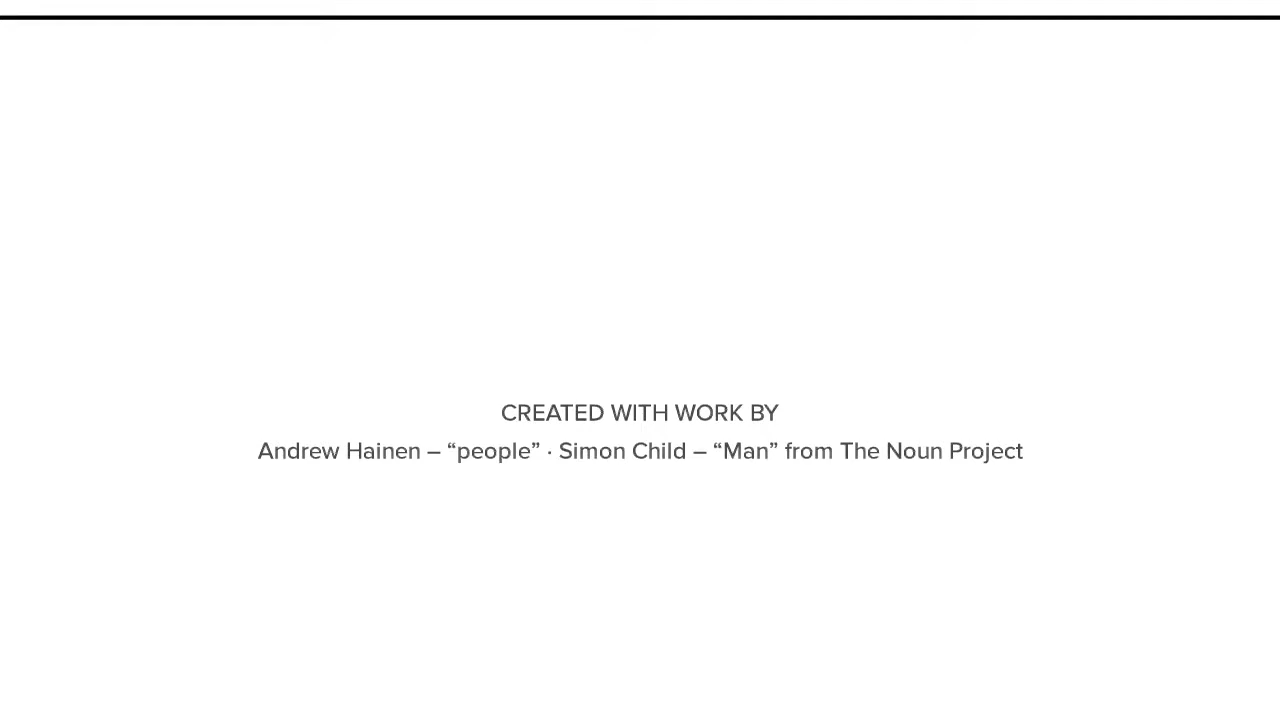 CREATED WITH WORK BY
Andrew Hainen – “people” · Simon Child – “Man” from The Noun Project